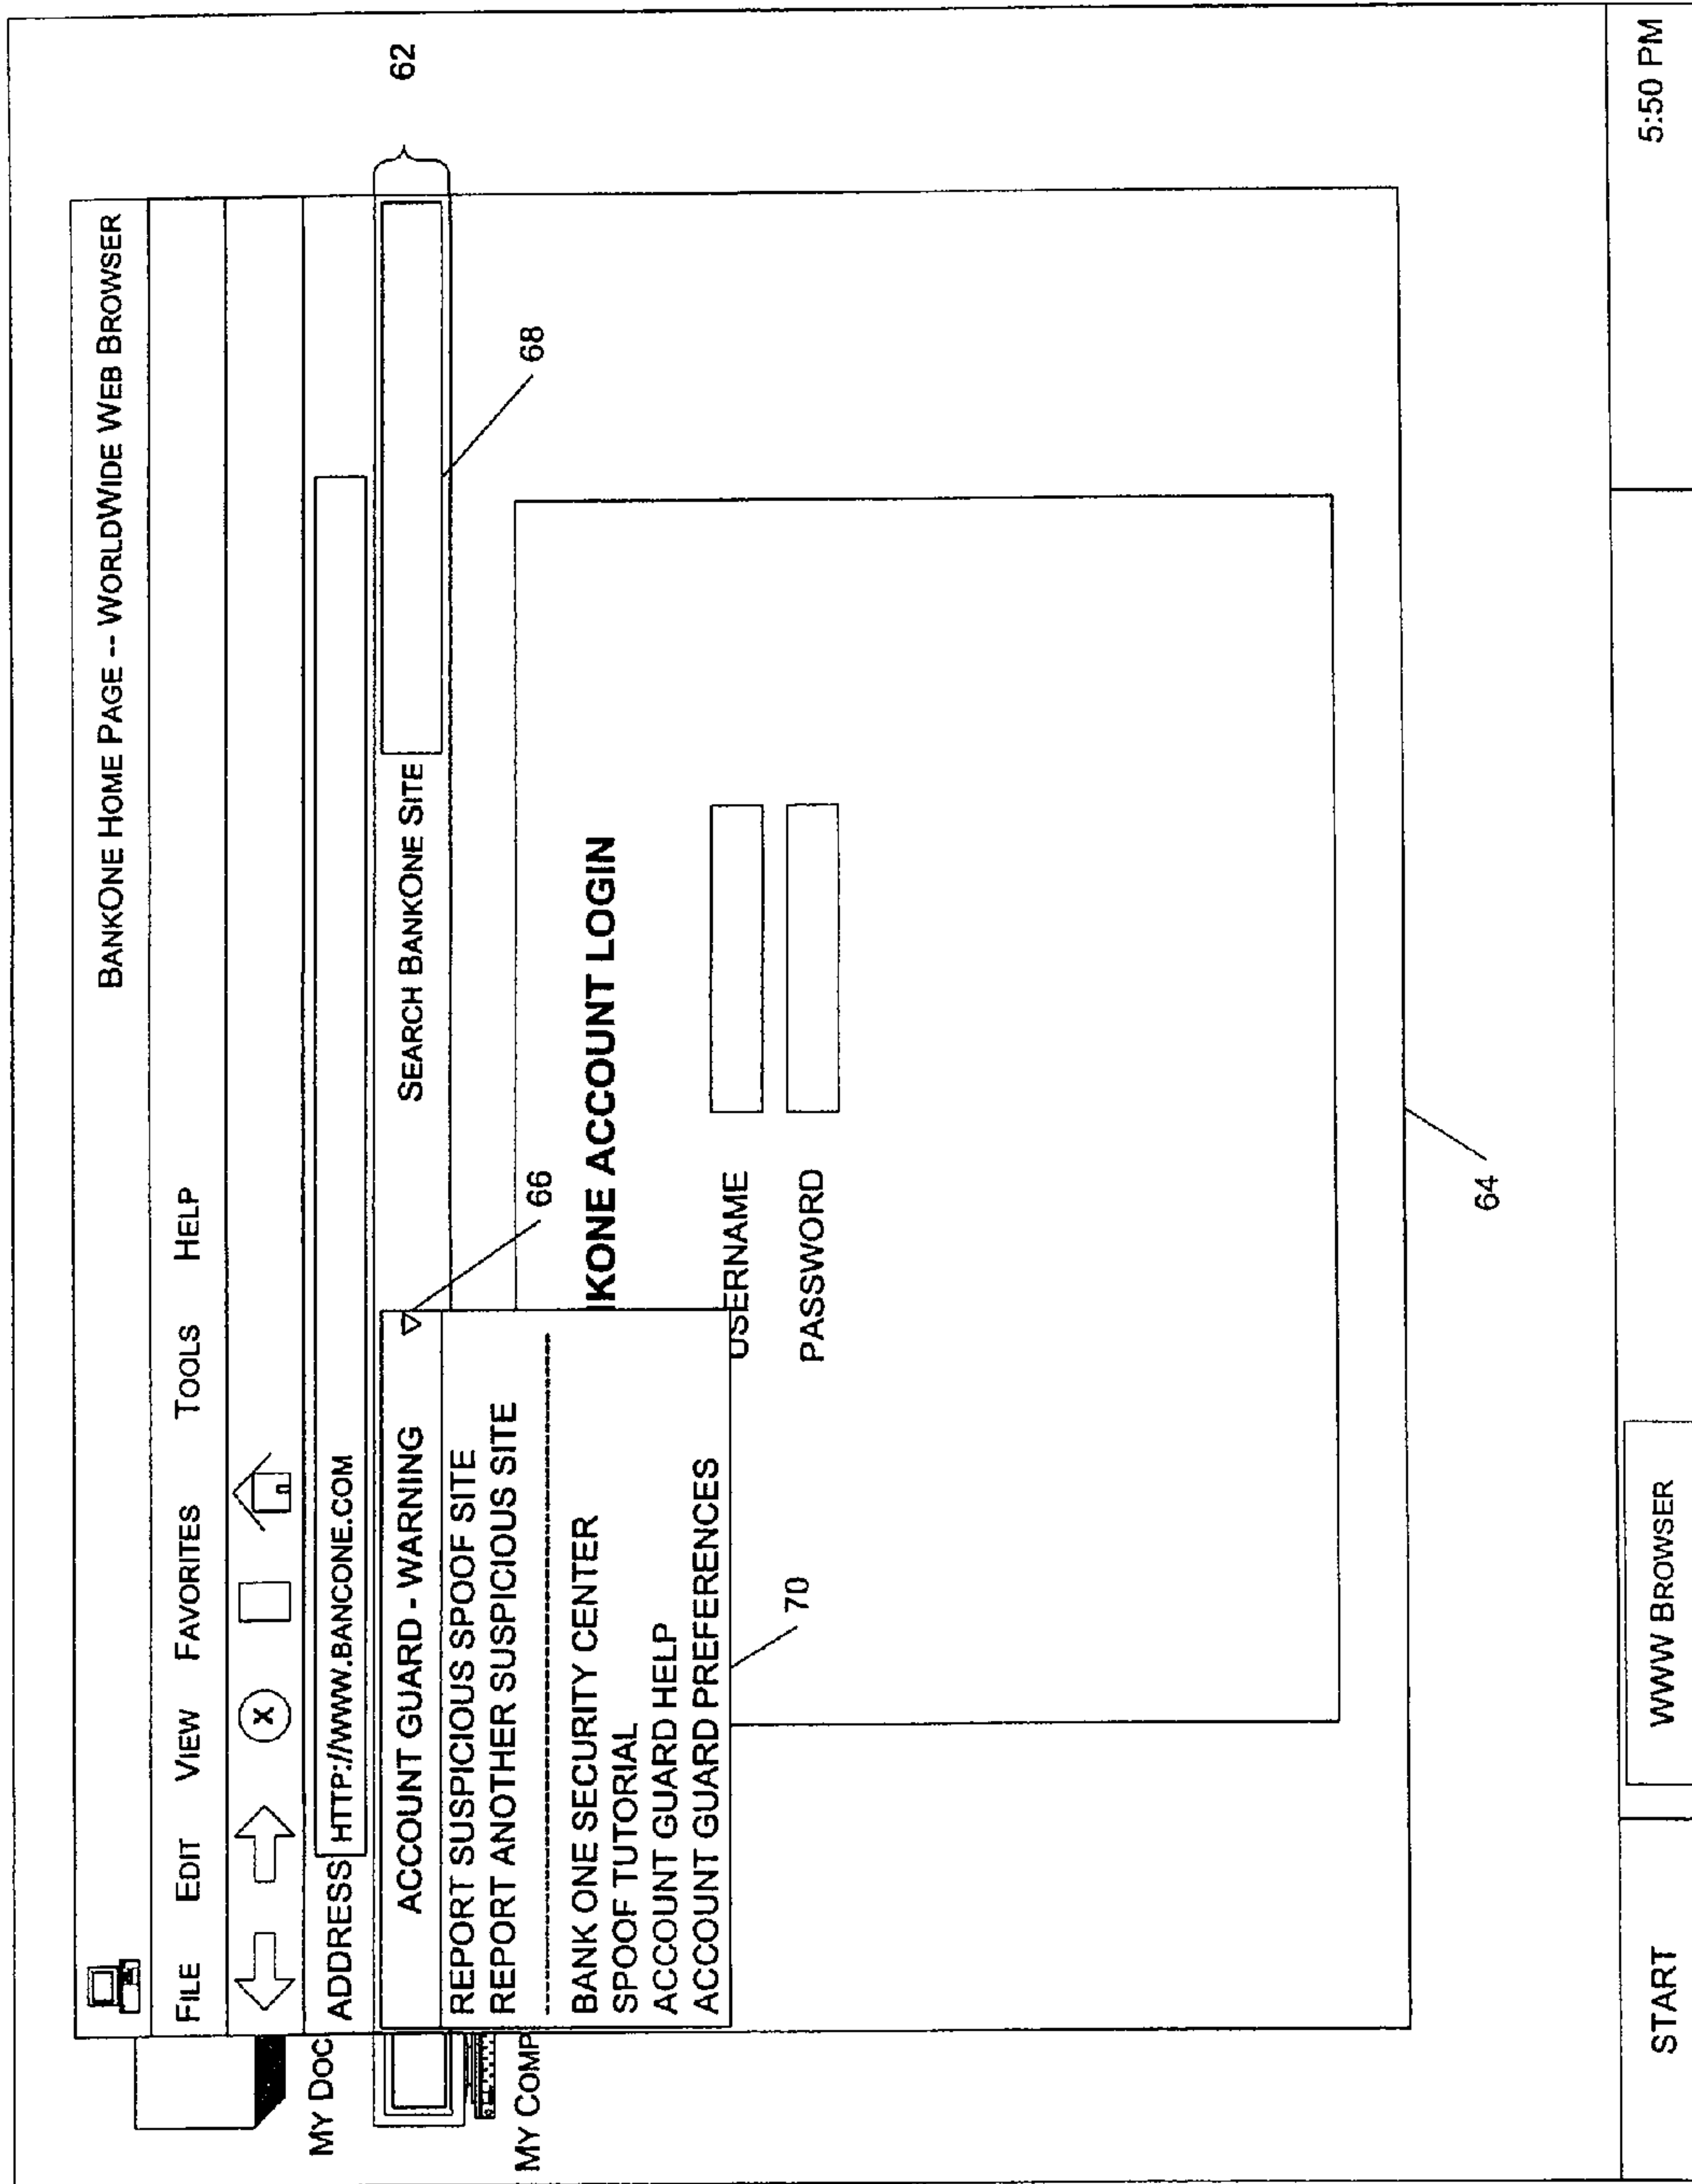 BANKONE HOME PAGE -- WORLDWIDE WEB BROWSER
FILE EDIT VIEW FAVORITES TOOLS HELP
X
MY DOC
ADDRESS HTTP://WWW.BANCONE.COM
62
ACCOUNT GUARD - WARNING
SEARCH BANKONE SITE
REPORT SUSPICIOUS SPOOF SITE
REPORT ANOTHER SUSPICIOUS SITE
MY COMP
66
68
BANK ONE SECURITY CENTER
SPOOF TUTORIAL
ACCOUNT GUARD HELP
ACCOUNT GUARD PREFERENCES
70
KONE ACCOUNT LOGIN
USERNAME
PASSWORD
64
START
WWW BROWSER
5:50 PM